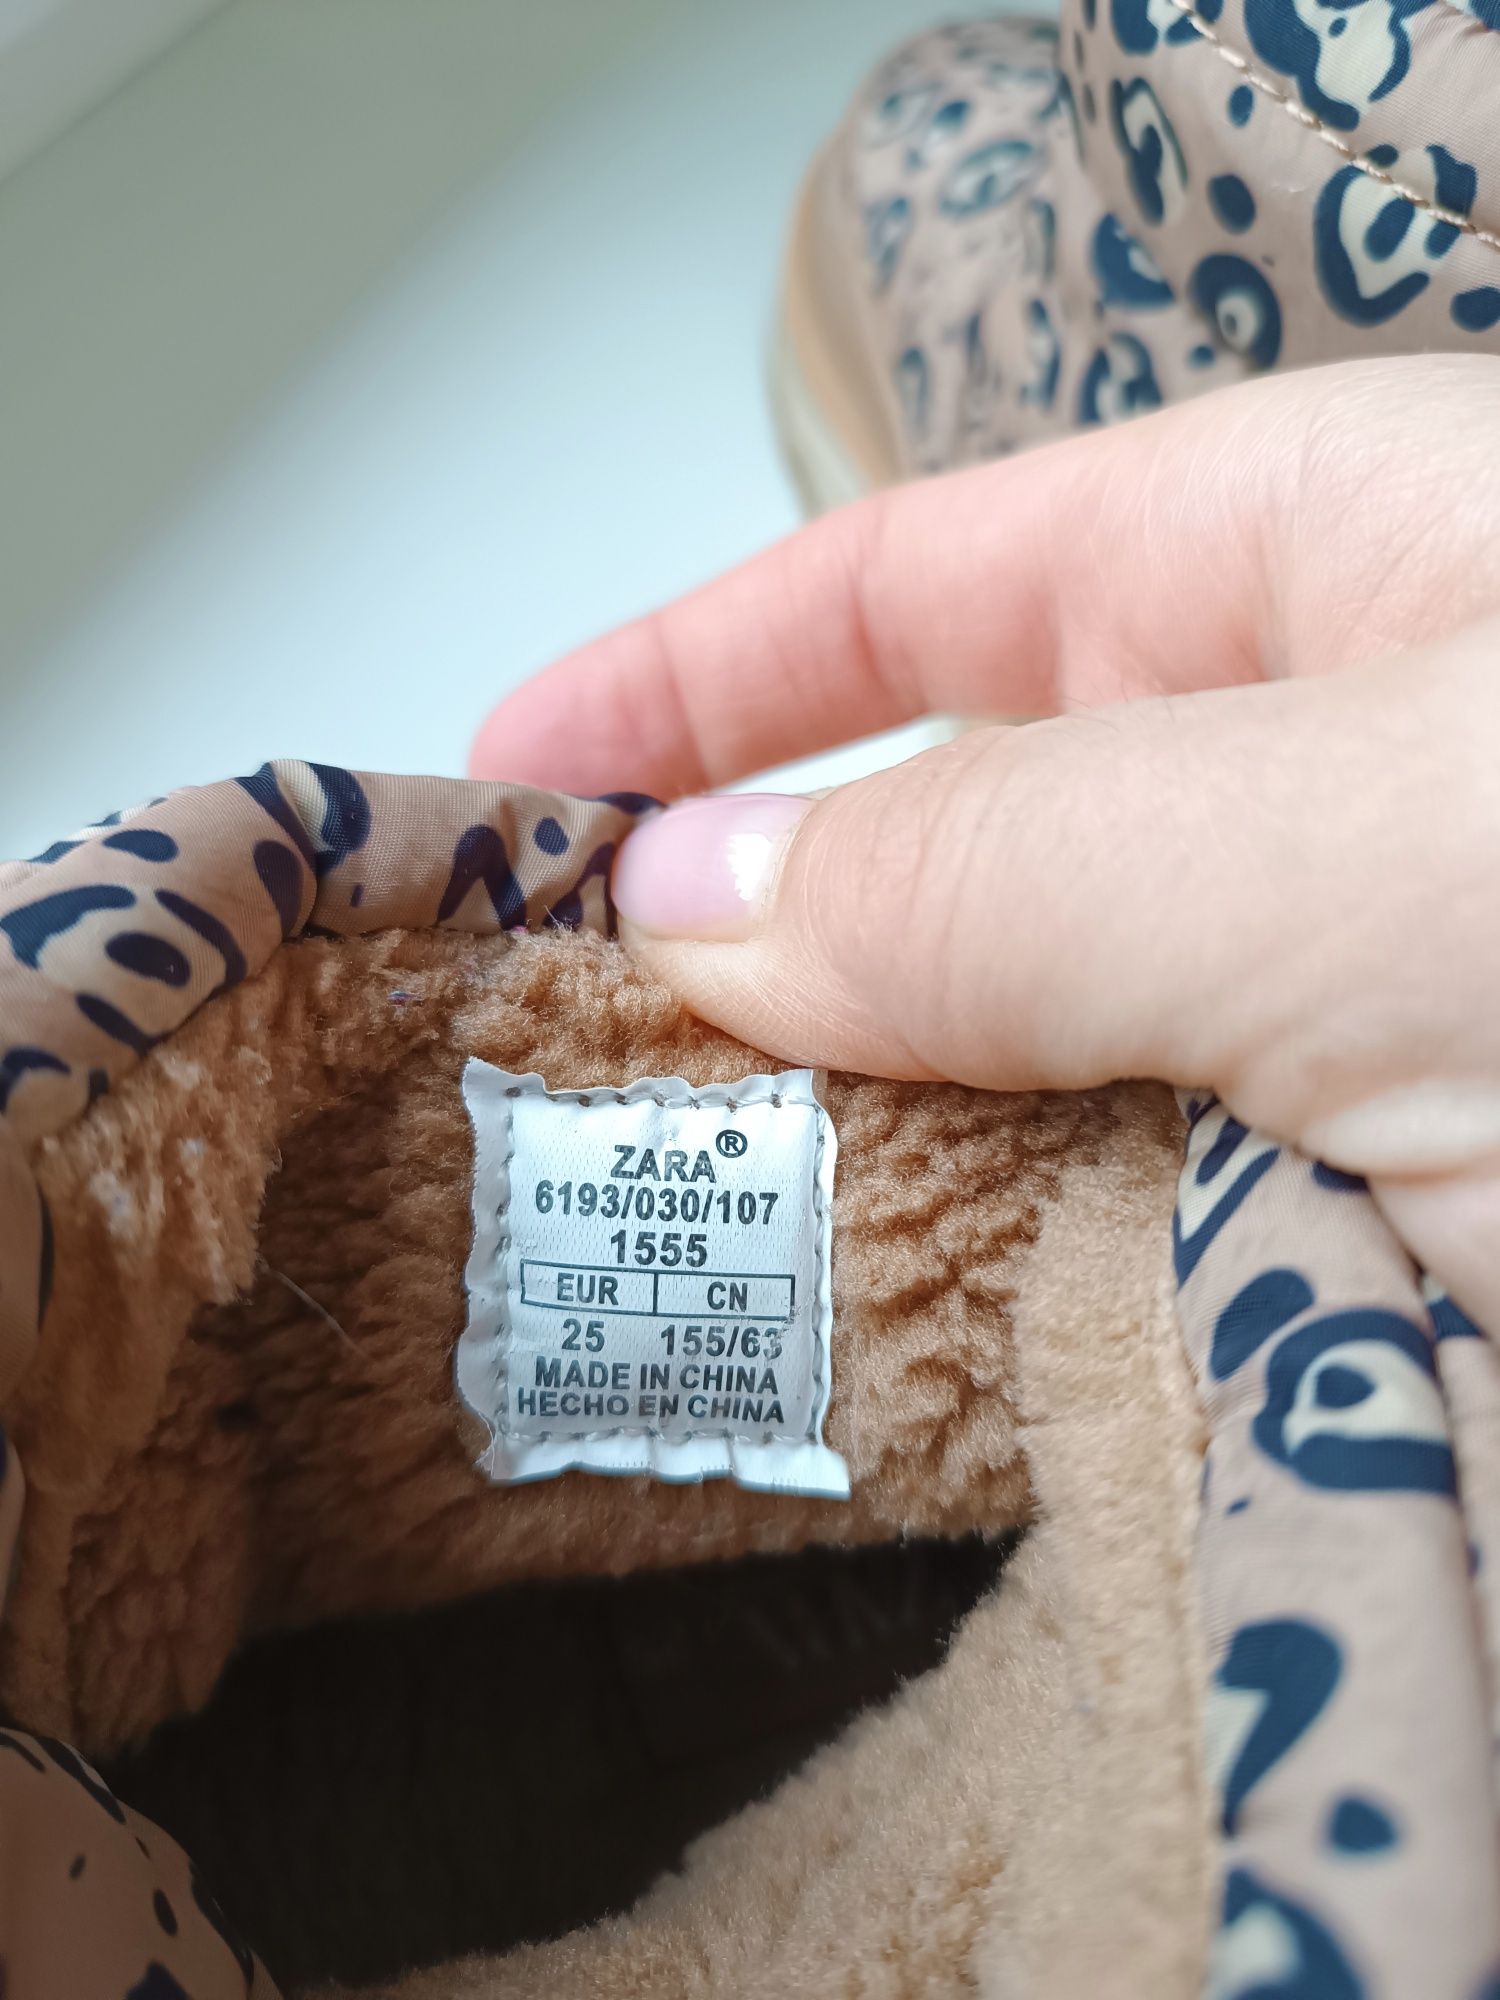 ZARA®
6193/030/107
1555
EUR CN
25 155/63
MADE IN CHINA
HECHO EN CHINA